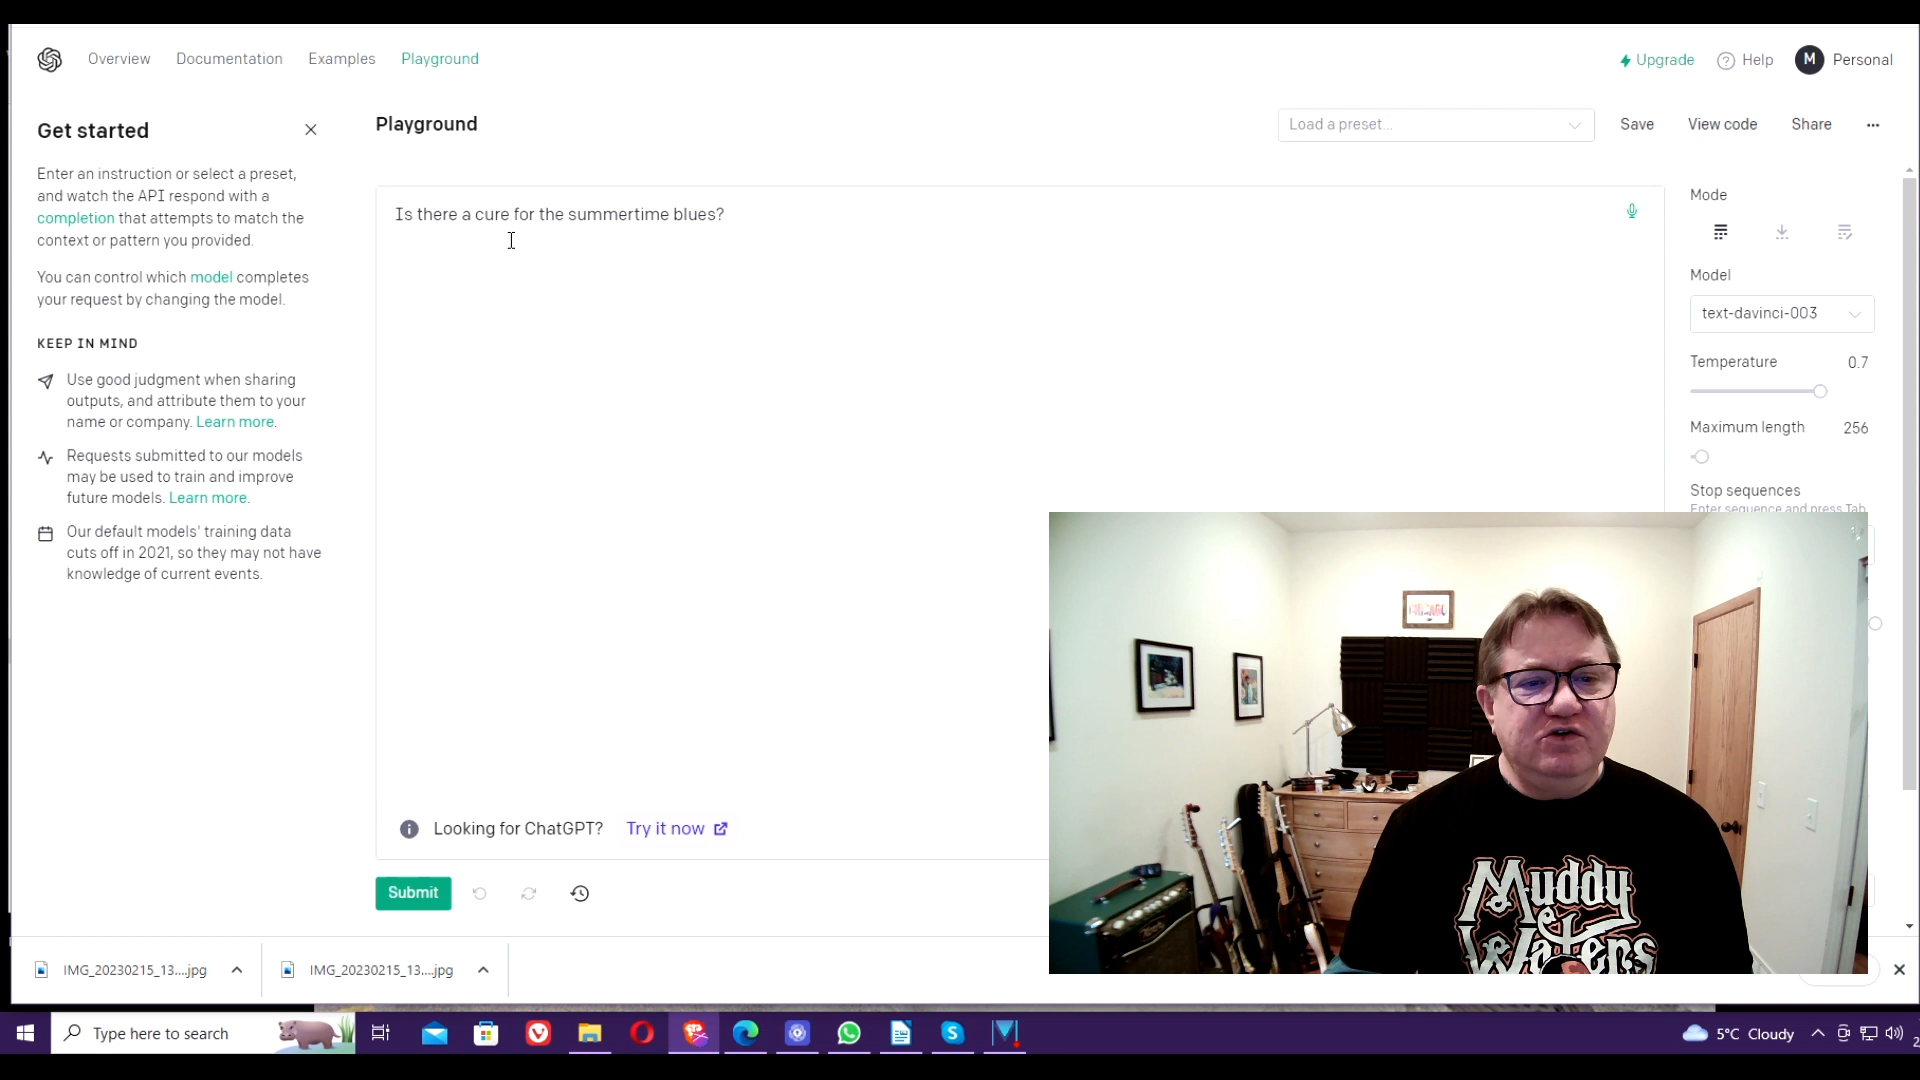 Overview Documentation Examples Playground
Upgrade Help M Personal
Get started
Enter an instruction or select a preset,
and watch the API respond with a
completion that attempts to match the
context or pattern you provided.
You can control which model completes
your request by changing the model.
KEEP IN MIND
Use good judgment when sharing
outputs, and attribute them to your
name or company. Learn more.
Requests submitted to our models
may be used to train and improve
future models. Learn more.
Our default models' training data
cuts off in 2021, so they may not have
knowledge of current events.
Playground
Load a preset...
Save View code Share
Is there a cure for the summertime blues?
Looking for ChatGPT? Try it now
Submit
Mode
Model
text-davinci-003
Temperature 0.7
Maximum length 256
Stop sequences
Enter sequence and press Tab
CHICAGO
Muddy
Waters
IMG_20230215_13....jpg
IMG_20230215_13....jpg
Type here to search
5°C Cloudy